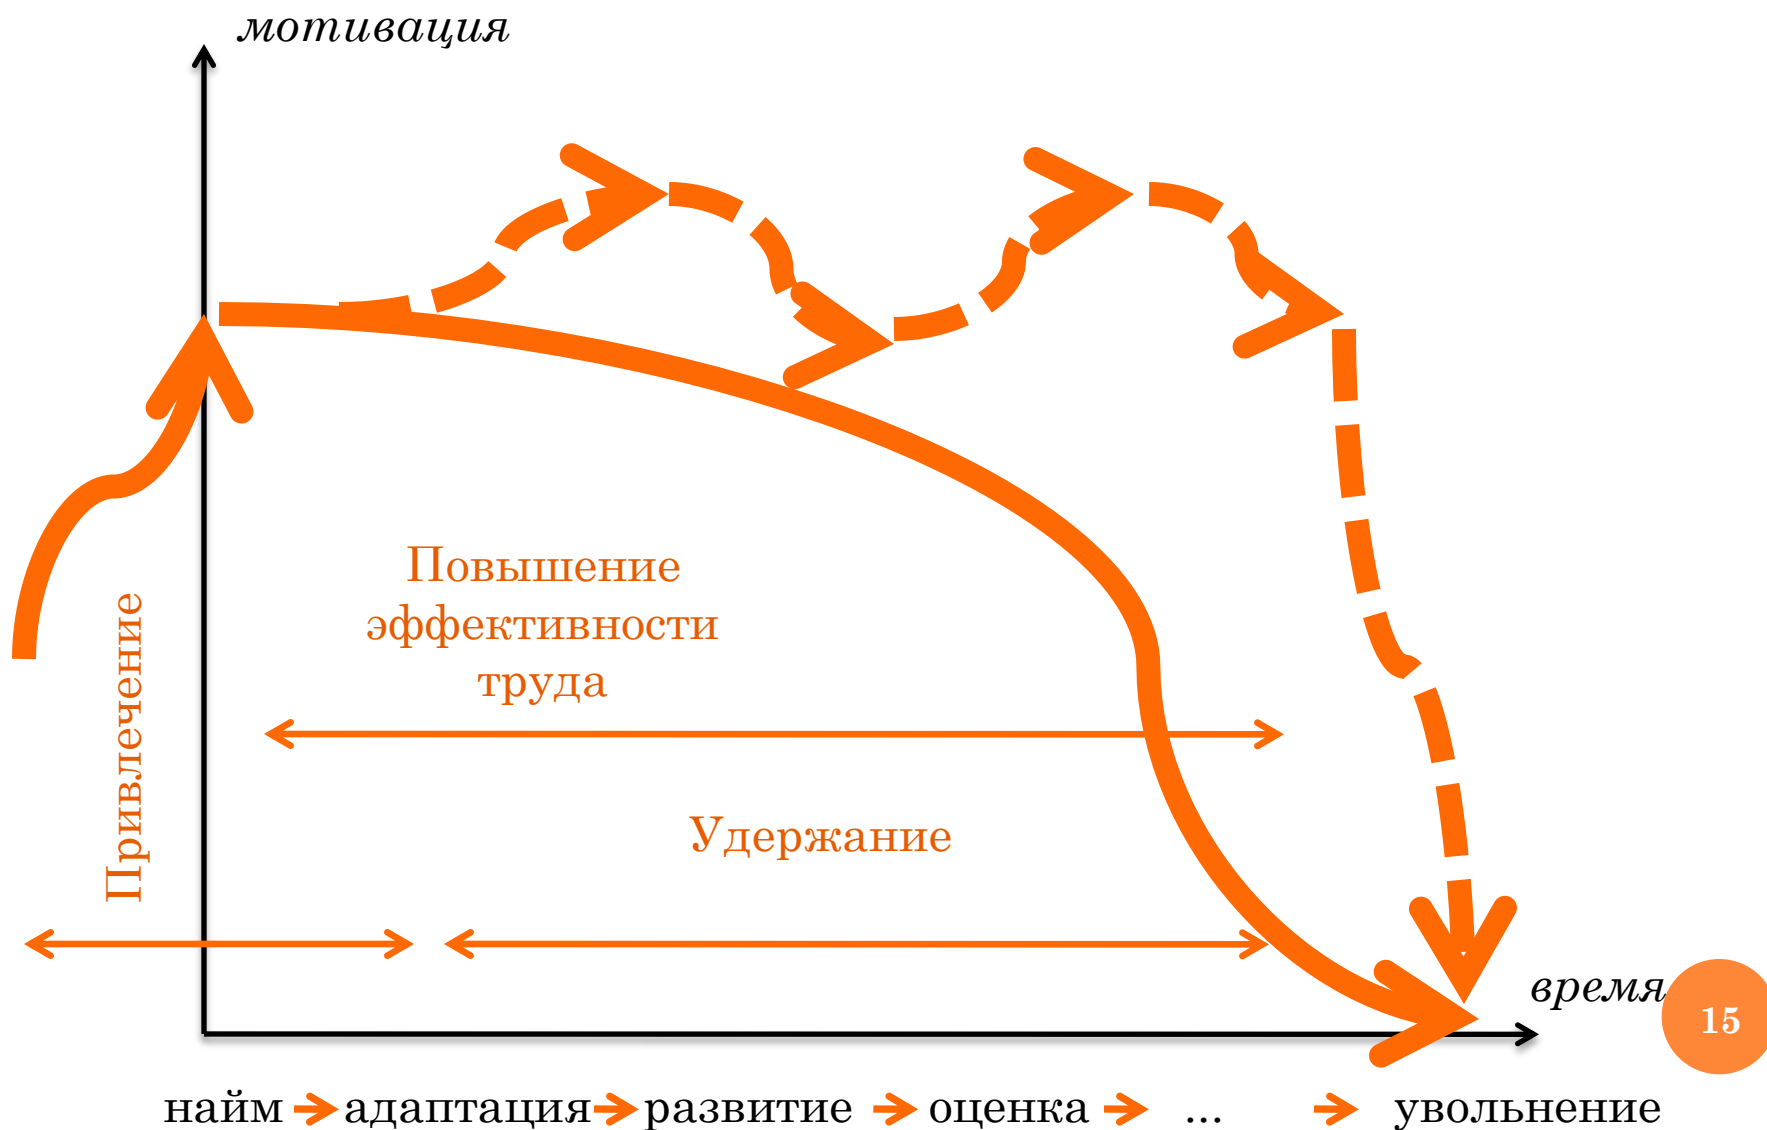 мотивация
Повышение
эффективности
труда
Привлечение
Удержание
время
15
найм адаптация развитие оценка ... увольнение